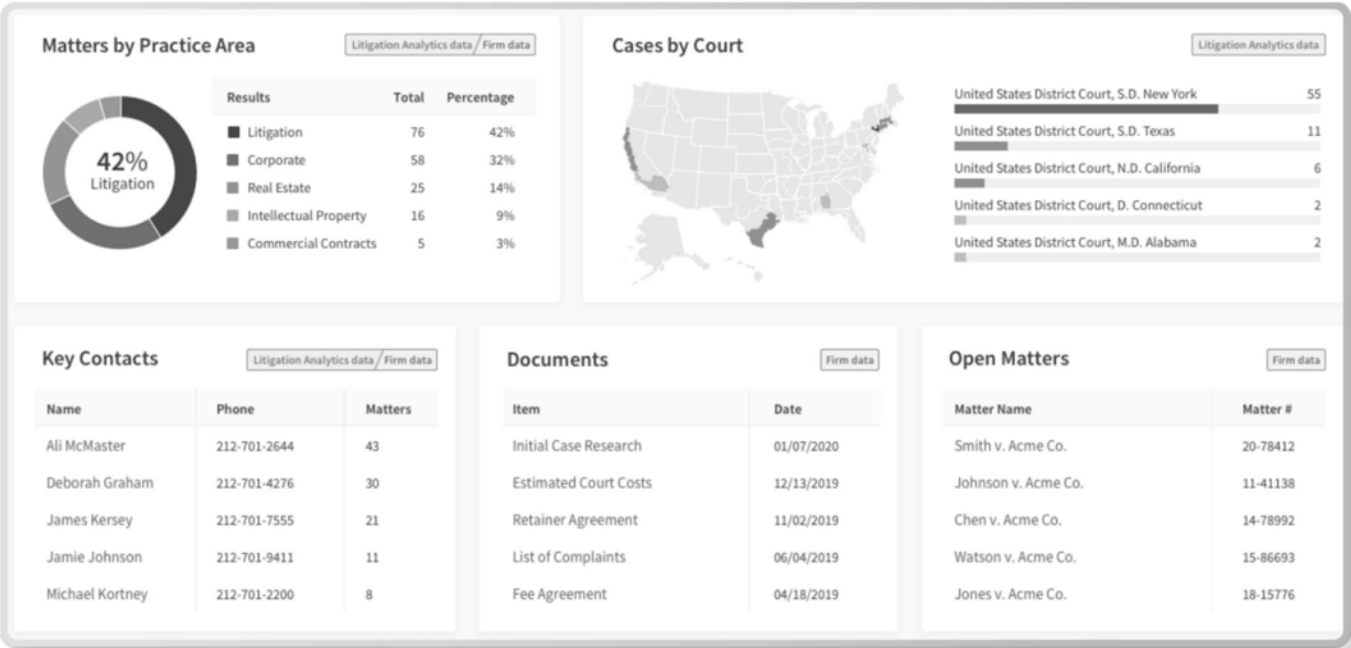 Matters by Practice Area
Litigation Analytics data / Firm data
42%
Litigation
Results Total Percentage
Litigation 76 42%
Corporate 58 32%
Real Estate 25 14%
Intellectual Property 16 9%
Commercial Contracts 5 3%
Cases by Court
Litigation Analytics data
United States District Court, S.D. New York 55
United States District Court, S.D. Texas 11
United States District Court, N.D. California 6
United States District Court, D. Connecticut 2
United States District Court, M.D. Alabama 2
Key Contacts
Litigation Analytics data / Firm data
Name Phone Matters
Ali McMaster 212-701-2644 43
Deborah Graham 212-701-4276 30
James Kersey 212-701-7555 21
Jamie Johnson 212-701-9411 11
Michael Kortney 212-701-2200 8
Documents
Firm data
Item Date
Initial Case Research 01/07/2020
Estimated Court Costs 12/13/2019
Retainer Agreement 11/02/2019
List of Complaints 06/04/2019
Fee Agreement 04/18/2019
Open Matters
Firm data
Matter Name Matter #
Smith v. Acme Co. 20-78412
Johnson v. Acme Co. 11-41138
Chen v. Acme Co. 14-78992
Watson v. Acme Co. 15-86693
Jones v. Acme Co. 18-15776